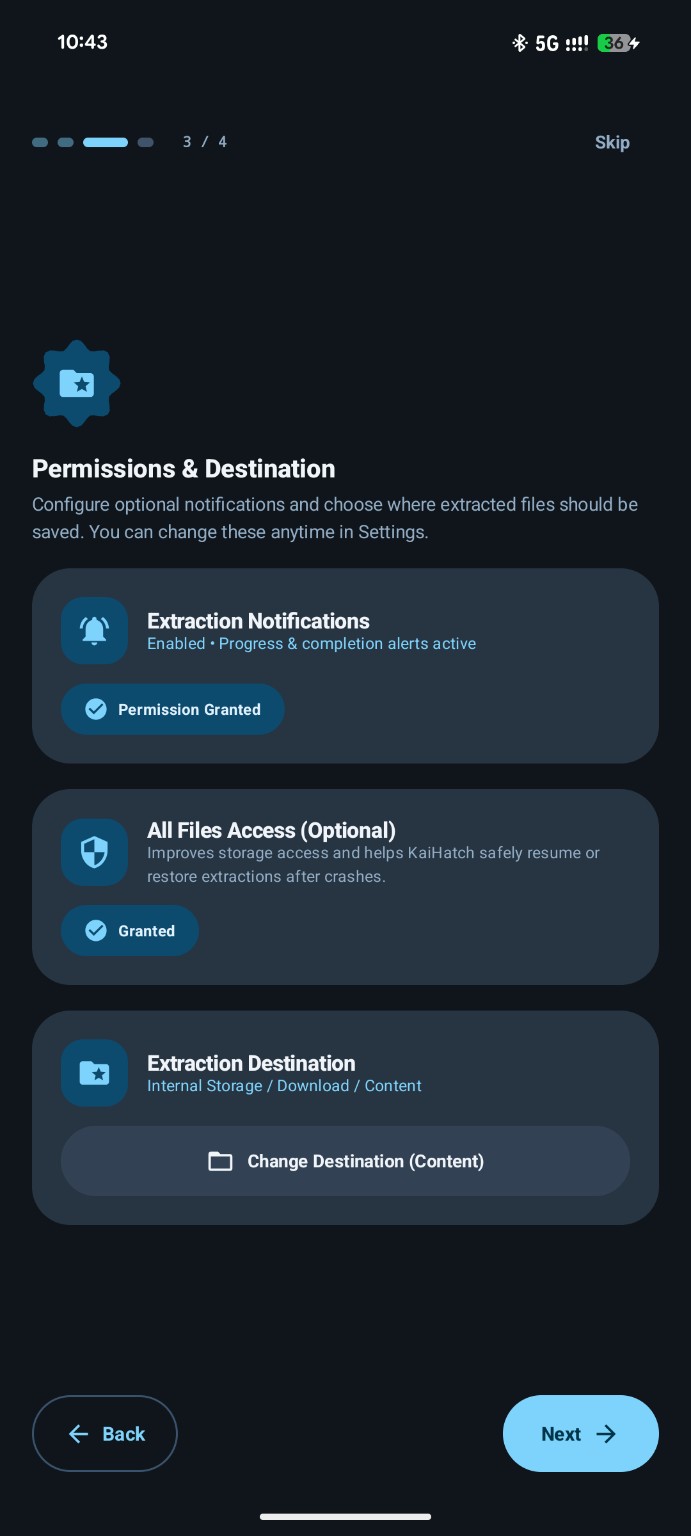 10:43
5G
36
3 / 4
Skip
Permissions & Destination
Configure optional notifications and choose where extracted files should be
saved. You can change these anytime in Settings.
Extraction Notifications
Enabled • Progress & completion alerts active
Permission Granted
All Files Access (Optional)
Improves storage access and helps KaiHatch safely resume or
restore extractions after crashes.
Granted
Extraction Destination
Internal Storage / Download / Content
Change Destination (Content)
Back
Next